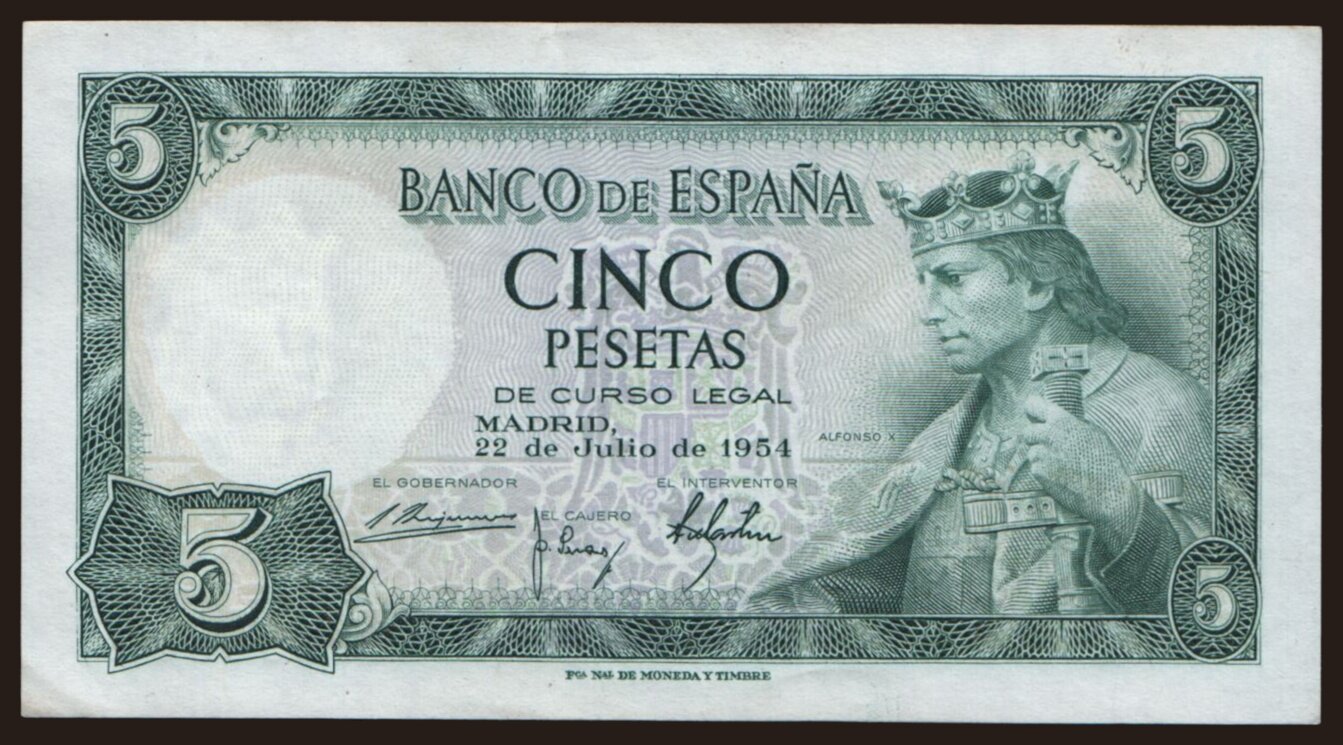 5
5
BANCO DE ESPAÑA
CINCO
PESETAS
DE CURSO LEGAL
MADRID,
22 de Julio de 1954
ALFONSO X
EL GOBERNADOR
EL INTERVENTOR
EL CAJERO
5
5
Fca Nal DE MONEDA Y TIMBRE